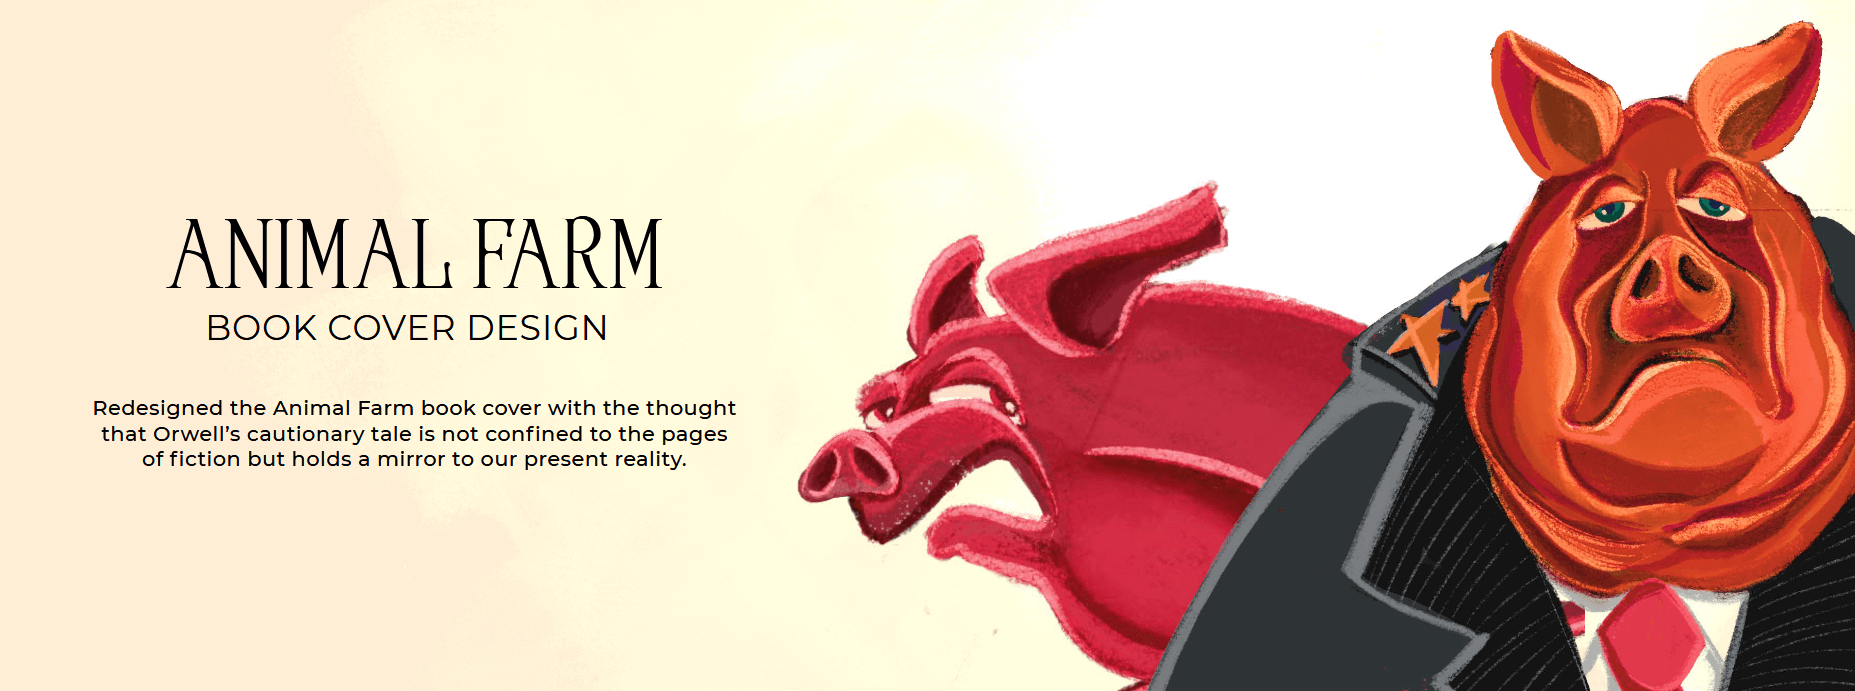 ANIMAL FARM
BOOK COVER DESIGN
Redesigned the Animal Farm book cover with the thought
that Orwell’s cautionary tale is not confined to the pages
of fiction but holds a mirror to our present reality.